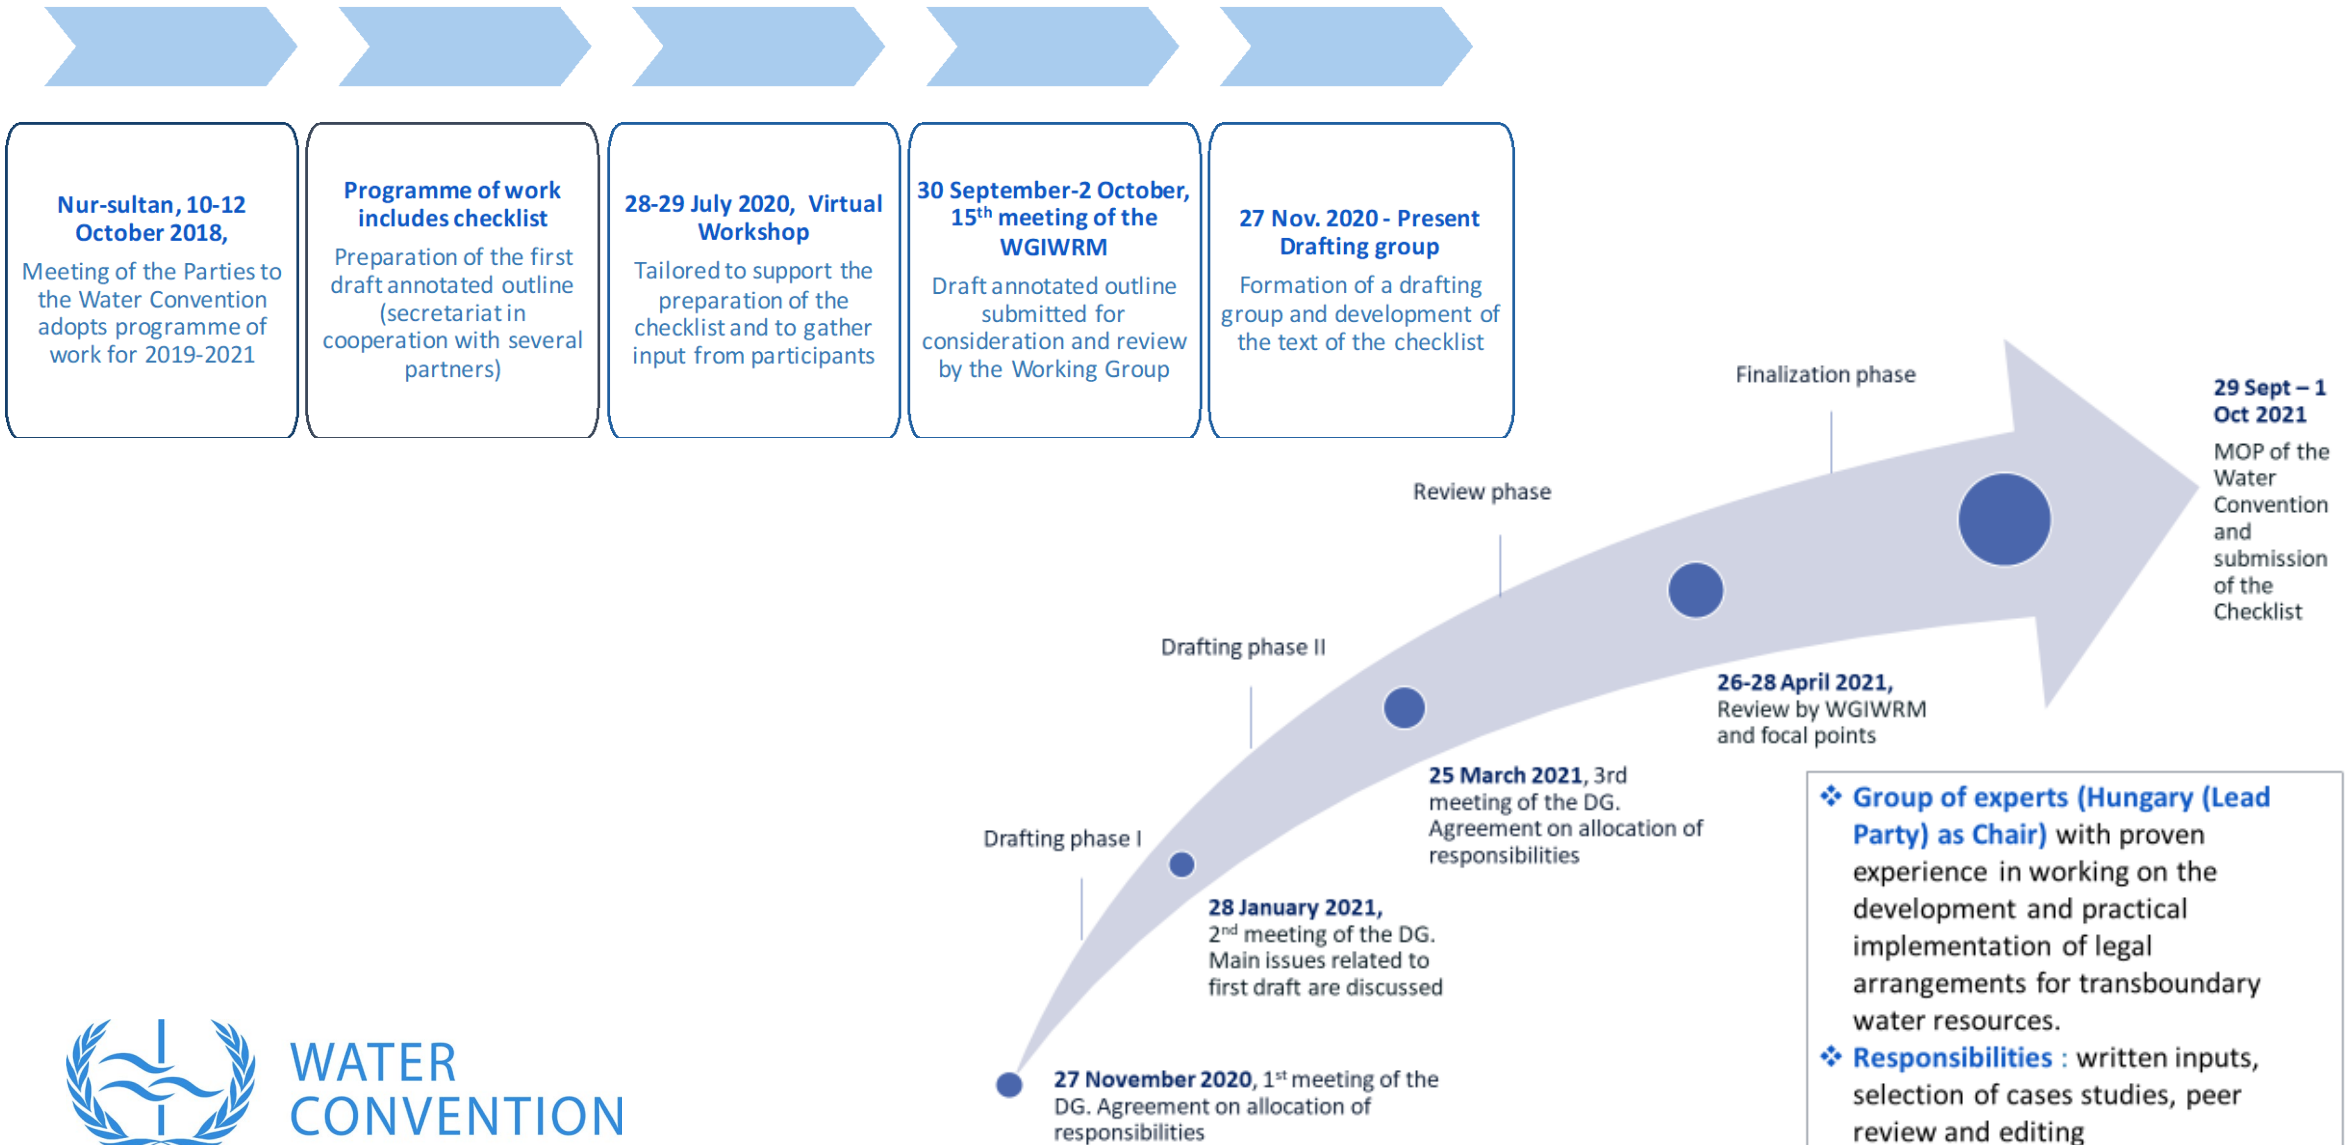 Nur-sultan, 10-12
October 2018,
Meeting of the Parties to
the Water Convention
adopts programme of
work for 2019-2021
Programme of work
includes checklist
Preparation of the first
draft annotated outline
(secretariat in
cooperation with several
partners)
28-29 July 2020, Virtual
Workshop
Tailored to support the
preparation of the
checklist and to gather
input from participants
30 September-2 October,
15th meeting of the
WGIWRM
Draft annotated outline
submitted for
consideration and review
by the Working Group
27 Nov. 2020 - Present
Drafting group
Formation of a drafting
group and development of
the text of the checklist
Finalization phase
29 Sept – 1
Oct 2021
MOP of the
Water
Convention
and
submission
of the
Checklist
Review phase
Drafting phase II
26-28 April 2021,
Review by WGIWRM
and focal points
25 March 2021, 3rd
meeting of the DG.
Agreement on allocation of
responsibilities
Drafting phase I
28 January 2021,
2nd meeting of the DG.
Main issues related to
first draft are discussed
27 November 2020, 1st meeting of the
DG. Agreement on allocation of
responsibilities
❖ Group of experts (Hungary (Lead
Party) as Chair) with proven
experience in working on the
development and practical
implementation of legal
arrangements for transboundary
water resources.
❖ Responsibilities : written inputs,
selection of cases studies, peer
review and editing
WATER
CONVENTION